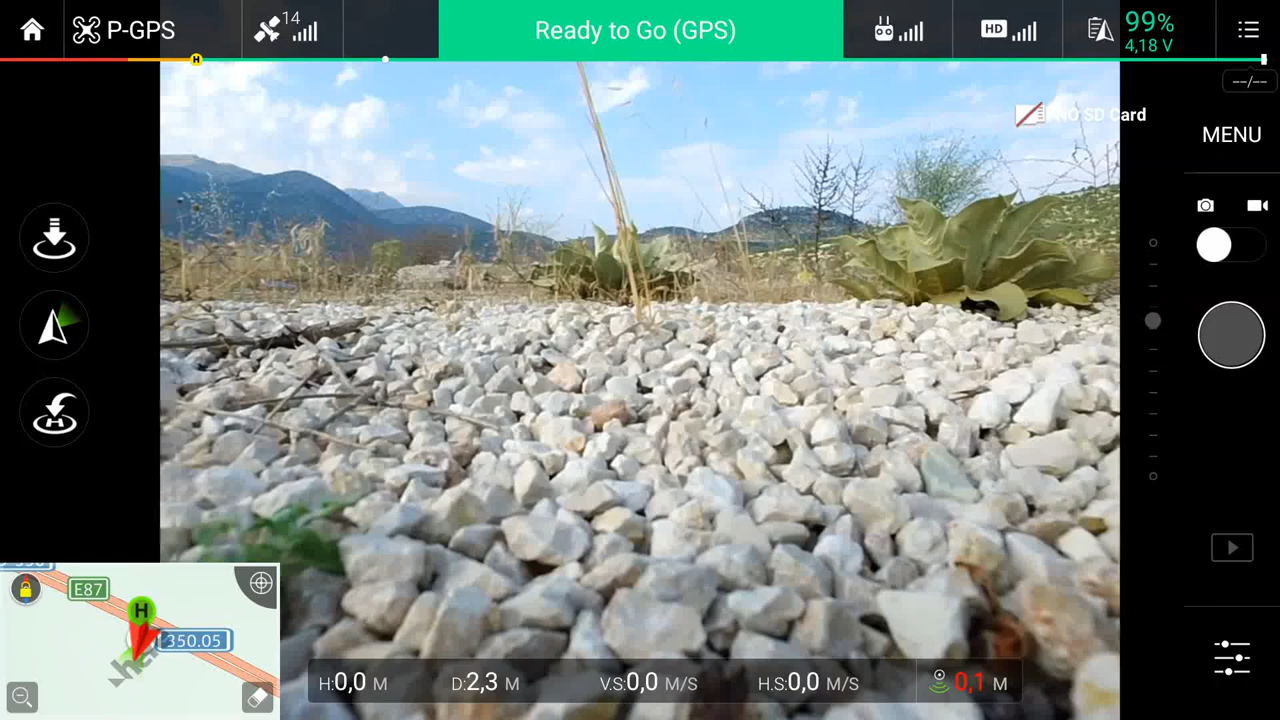 P-GPS
14
Ready to Go (GPS)
HD
99%
4,18 V
H
--/--
NO SD Card
MENU
E87
H
350.05
H:0,0 M
D:2,3 M
V.S:0,0 M/S
H.S:0,0 M/S
0,1 M